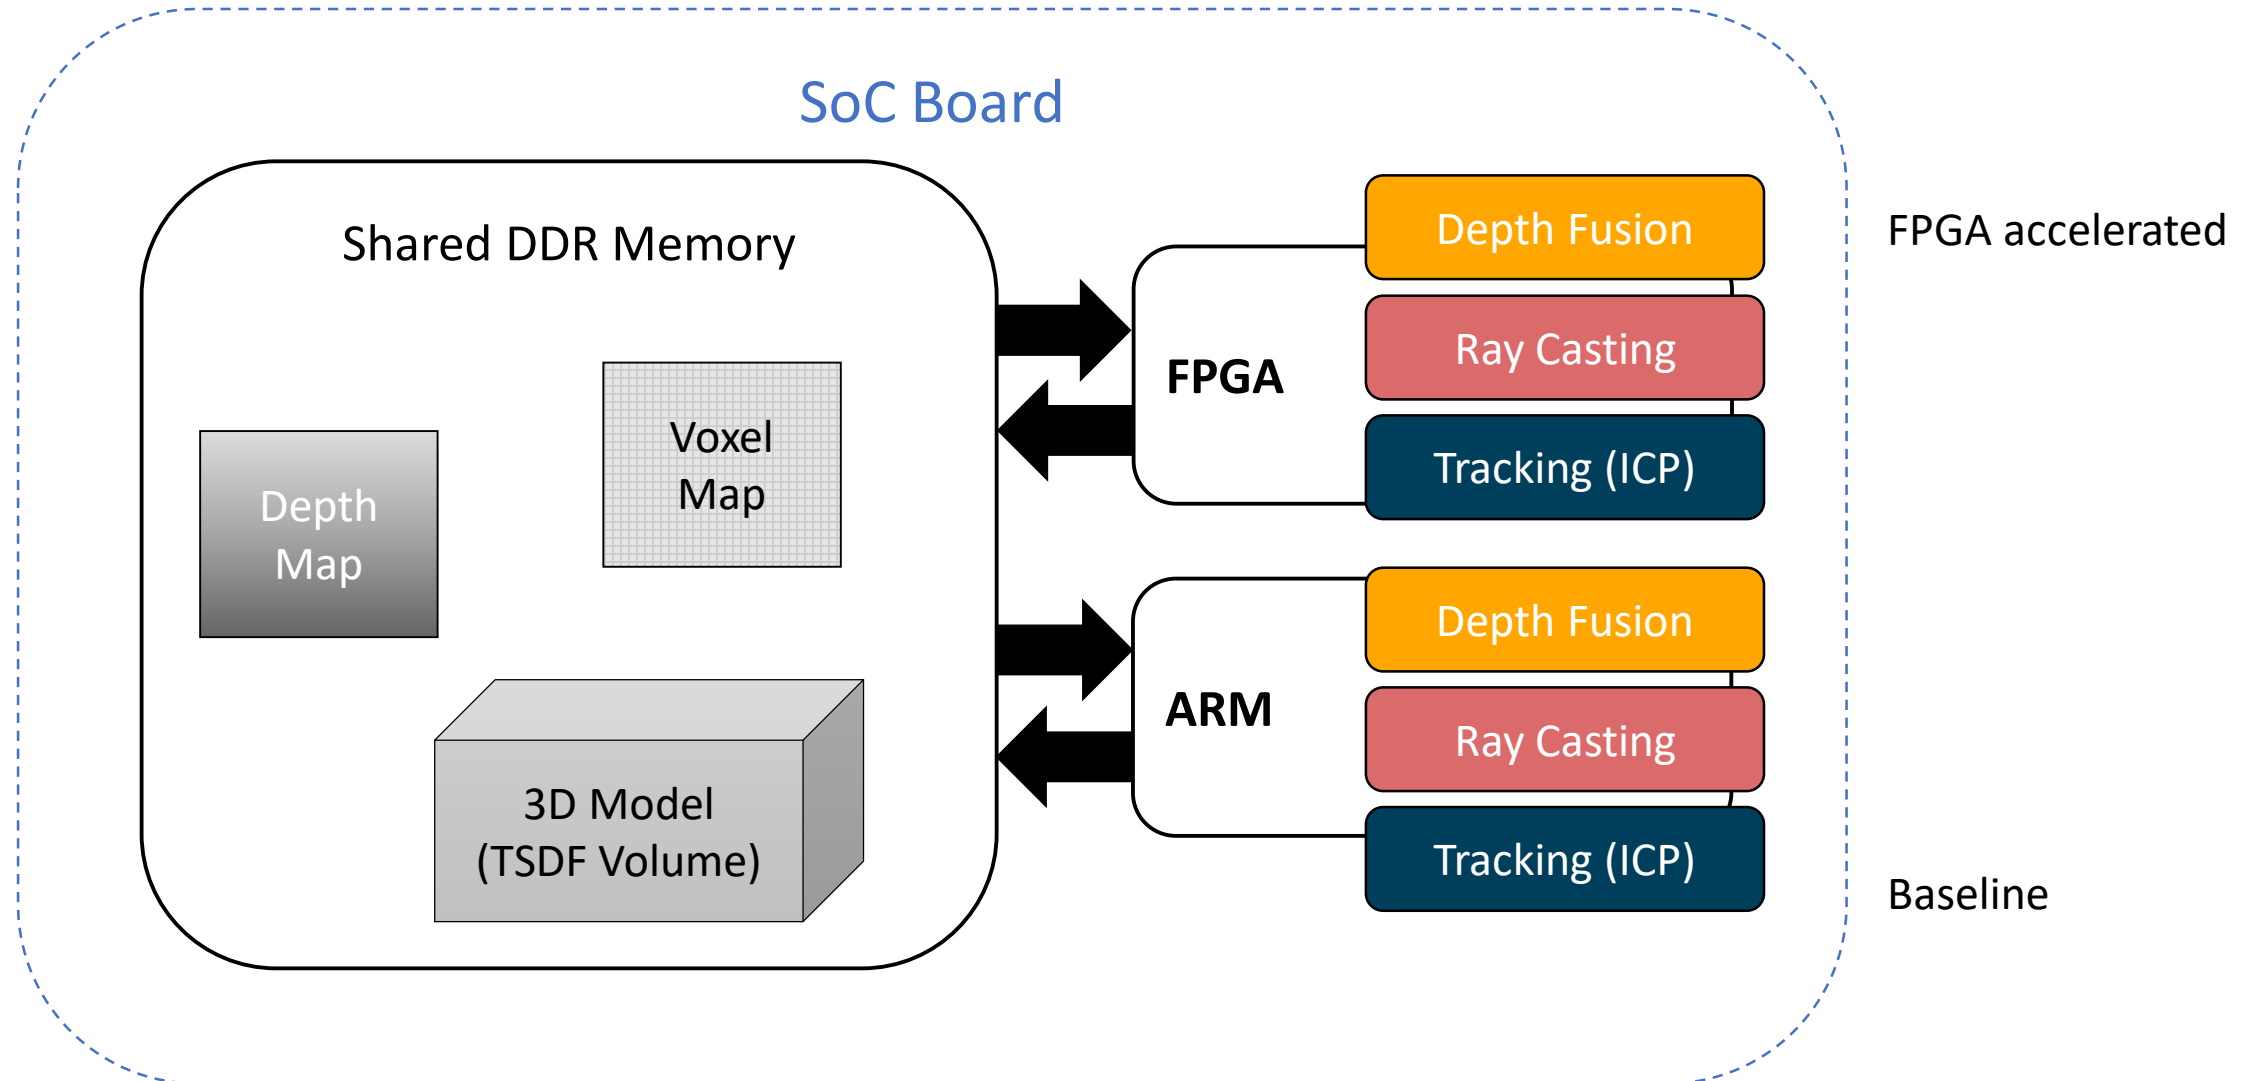 SoC Board
Shared DDR Memory
Depth
Map
Voxel
Map
3D Model
(TSDF Volume)
FPGA
Depth Fusion
Ray Casting
Tracking (ICP)
FPGA accelerated
ARM
Depth Fusion
Ray Casting
Tracking (ICP)
Baseline